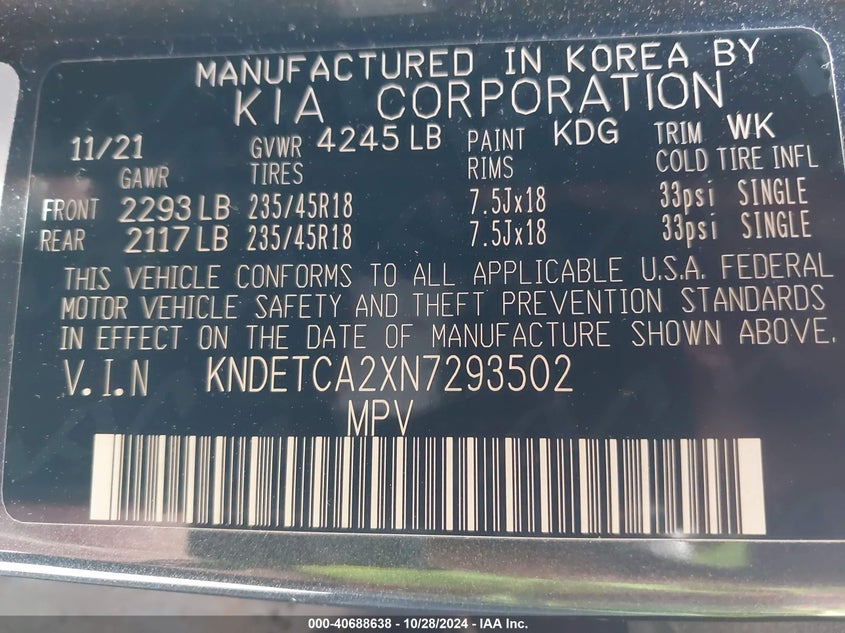 MANUFACTURED IN KOREA BY
KIA CORPORATION
11/21 GVWR 4245 LB PAINT KDG TRIM WK
GAWR TIRES RIMS COLD TIRE INFL
FRONT 2293 LB 235/45R18 7.5Jx18 33psi SINGLE
REAR 2117 LB 235/45R18 7.5Jx18 33psi SINGLE
THIS VEHICLE CONFORMS TO ALL APPLICABLE U.S.A. FEDERAL
MOTOR VEHICLE SAFETY AND THEFT PREVENTION STANDARDS
IN EFFECT ON THE DATE OF MANUFACTURE SHOWN ABOVE.
V.I.N KNDETCA2XN7293502
MPV
000-40688638 - 10/28/2024 - IAA Inc.